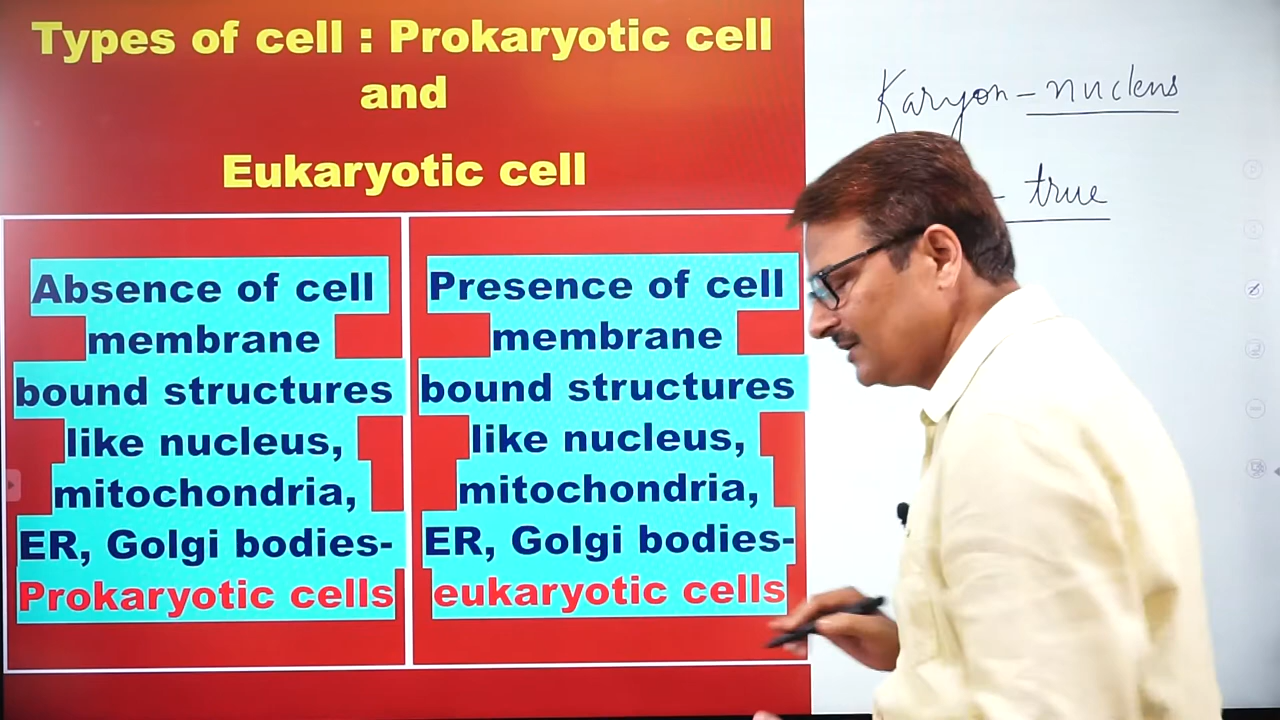 Types of cell : Prokaryotic cell
and
Eukaryotic cell
Absence of cell
membrane
bound structures
like nucleus,
mitochondria,
ER, Golgi bodies-
Prokaryotic cells
Presence of cell
membrane
bound structures
like nucleus,
mitochondria,
ER, Golgi bodies-
eukaryotic cells
Karyon - nucleus
- true